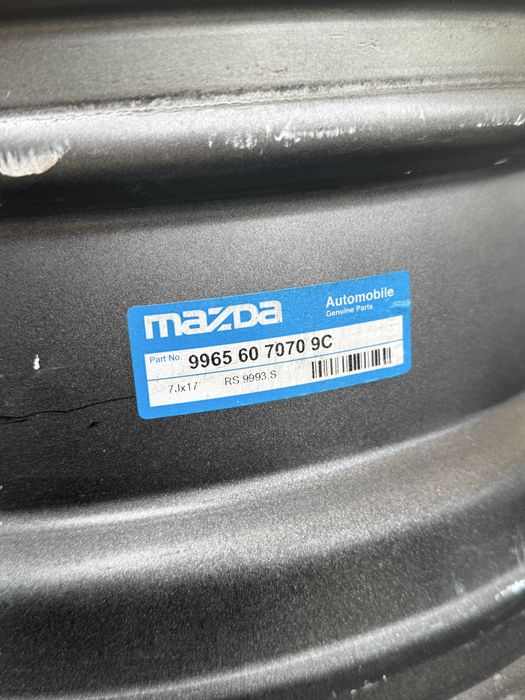 mazda
Automobile
Genuine Parts
Part No. 9965 60 7070 9C
7Jx17 RS 9993.S